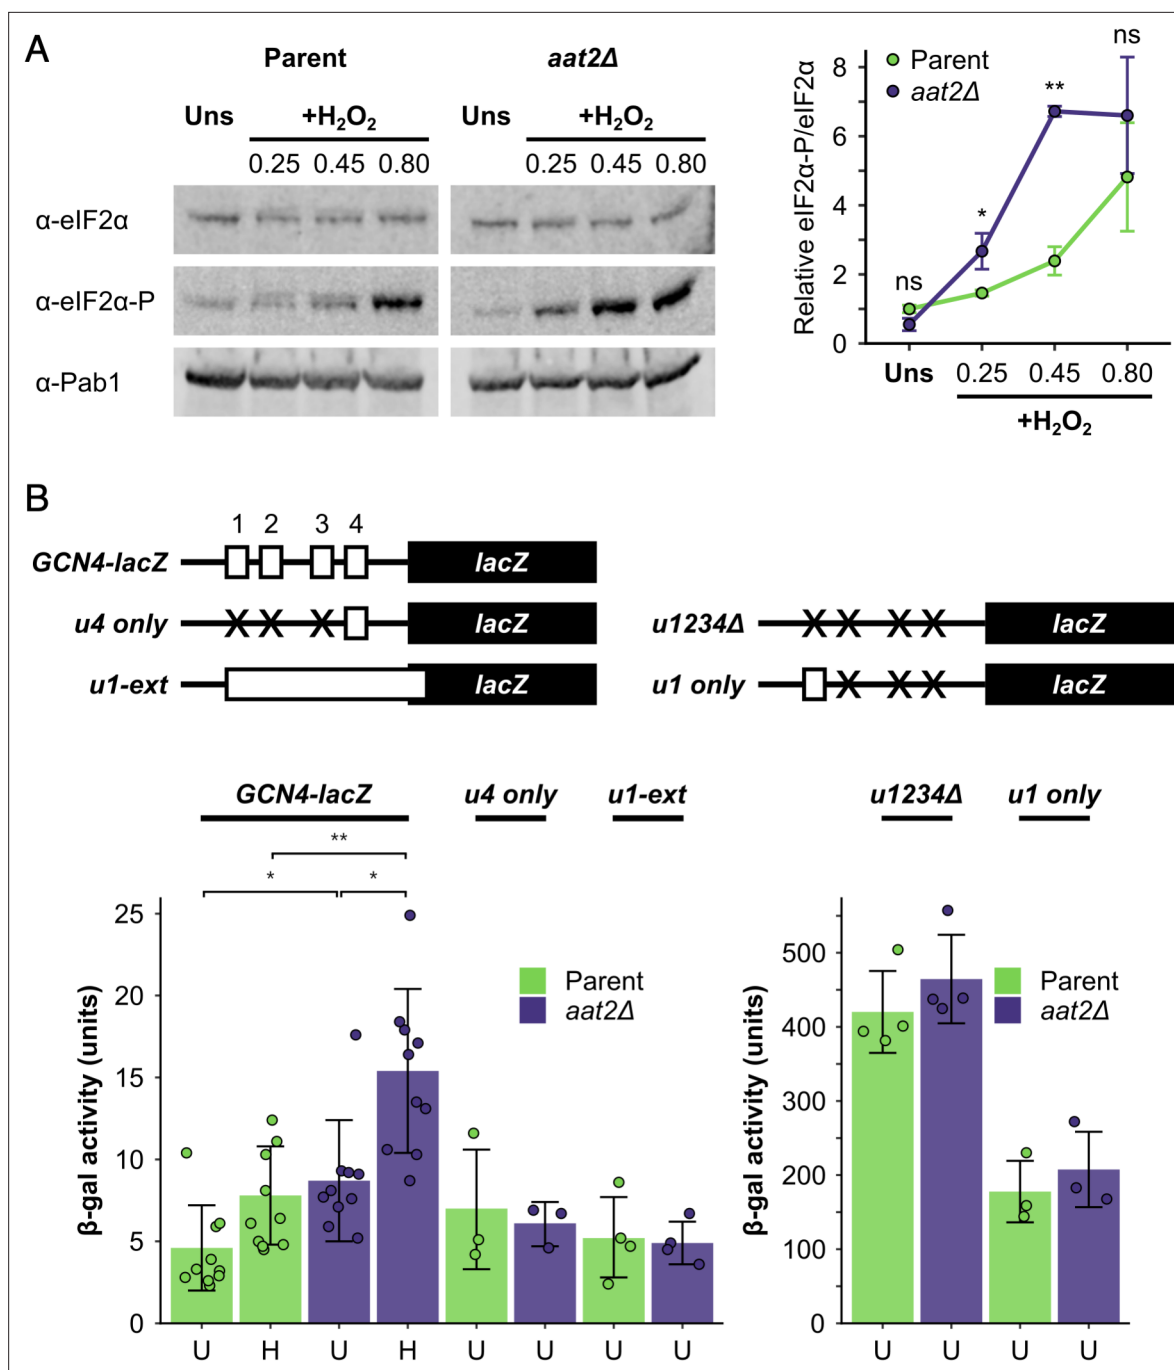 A
Parent
aat2Δ
Uns
+H₂O₂
Uns
+H₂O₂
0.25 0.45 0.80
0.25 0.45 0.80
α-eIF2α
α-eIF2α-P
α-Pab1
Relative eIF2α-P/eIF2α
8
6
4
2
0
Parent
aat2Δ
ns
*
**
ns
Uns 0.25 0.45 0.80
+H₂O₂
B
1 2 3 4
GCN4-lacZ lacZ
u4 only X X X lacZ
u1-ext lacZ
u1234Δ X X X X lacZ
u1 only X X X lacZ
GCN4-lacZ u4 only u1-ext
**
* *
β-gal activity (units)
25
20
15
10
5
0
Parent
aat2Δ
U H U H U U U U
u1234Δ u1 only
β-gal activity (units)
500
400
300
200
100
0
Parent
aat2Δ
U U U U